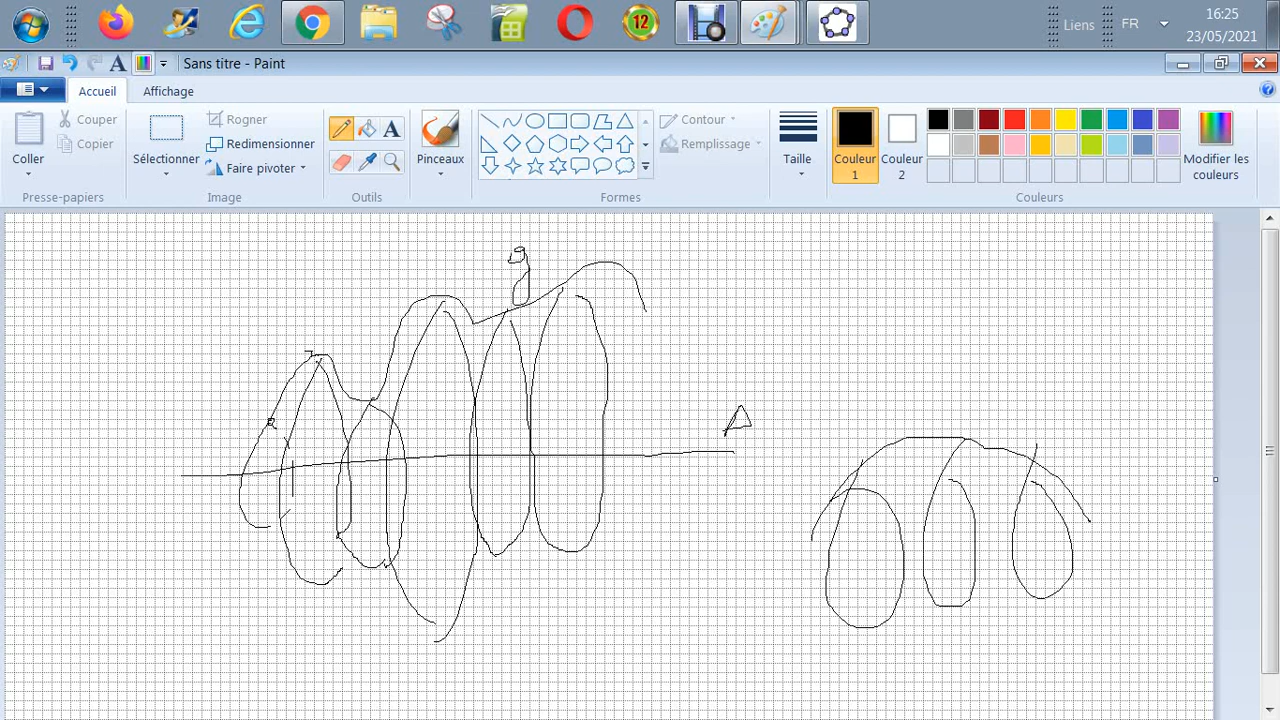 12
Liens
FR
16:25
23/05/2021
Sans titre - Paint
Accueil
Affichage
Coller
Couper
Copier
Presse-papiers
Sélectionner
Rogner
Redimensionner
Faire pivoter
Image
A
Outils
Pinceaux
Contour
Remplissage
Formes
Taille
Couleur
1
Couleur
2
Modifier les
couleurs
Couleurs